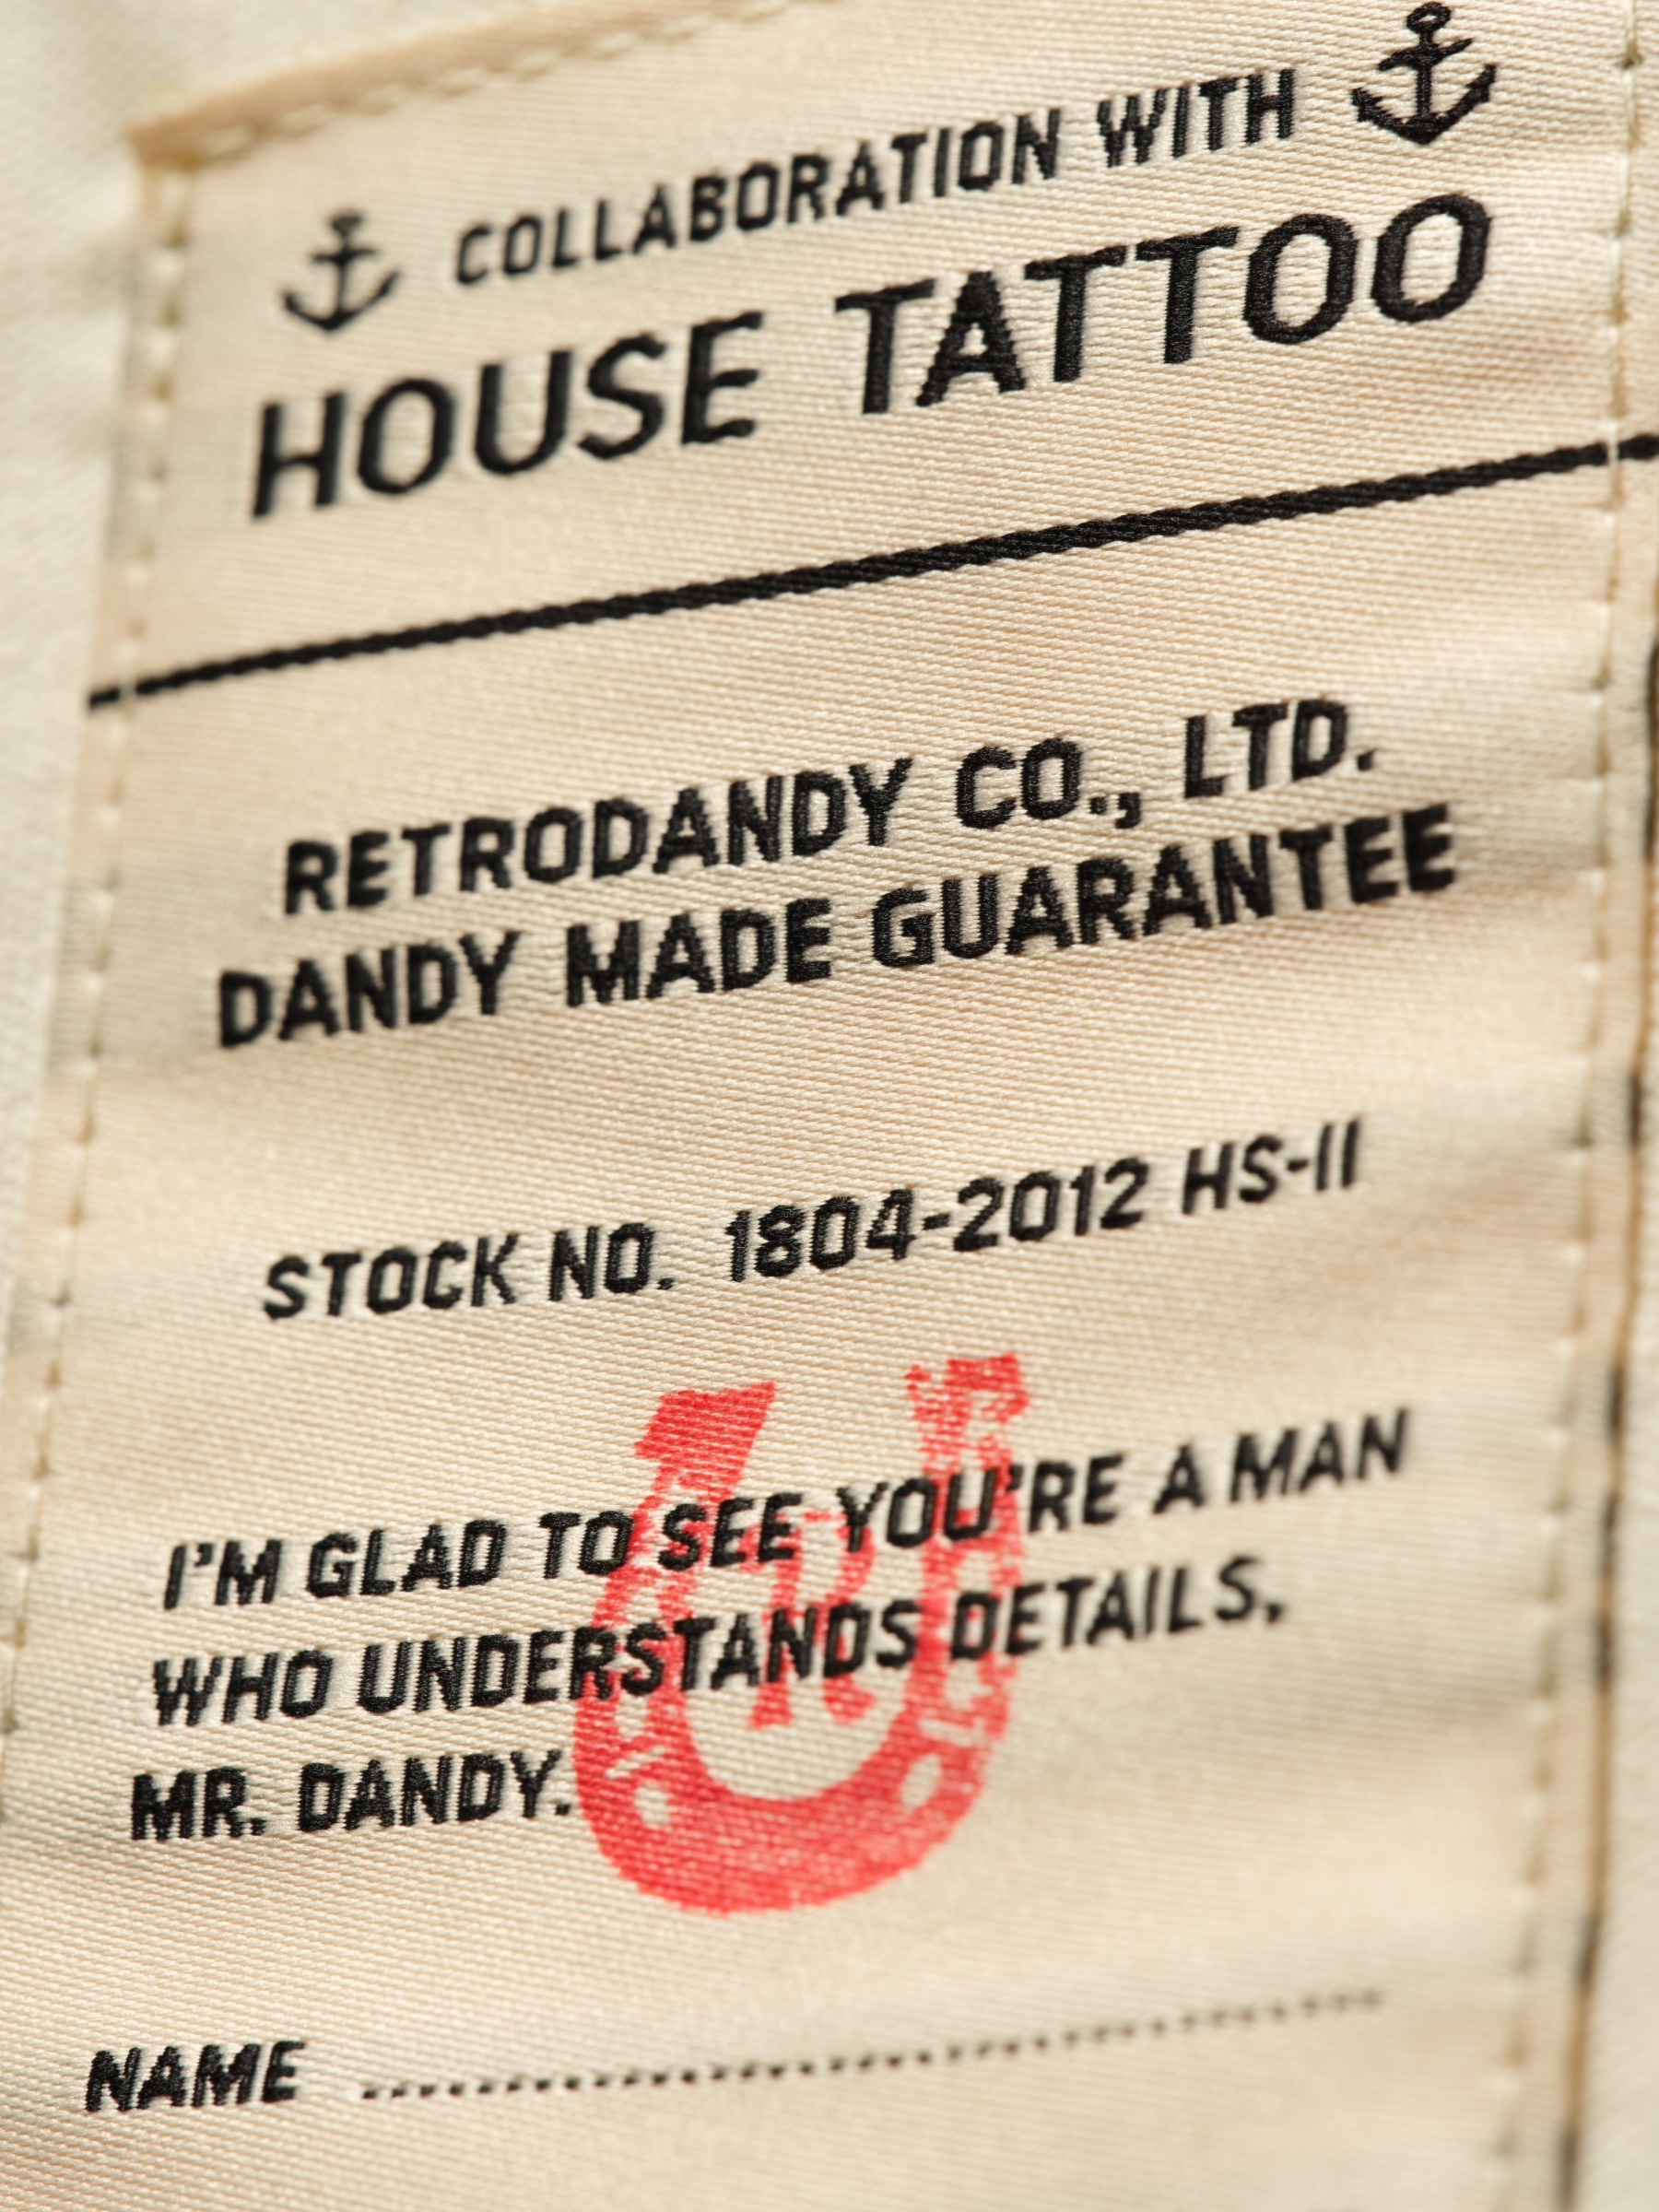 COLLABORATION WITH
HOUSE TATTOO
RETRODANDY CO., LTD.
DANDY MADE GUARANTEE
STOCK NO. 1804-2012 HS-II
I'M GLAD TO SEE YOU'RE A MAN
WHO UNDERSTANDS DETAILS,
MR. DANDY.
NAME